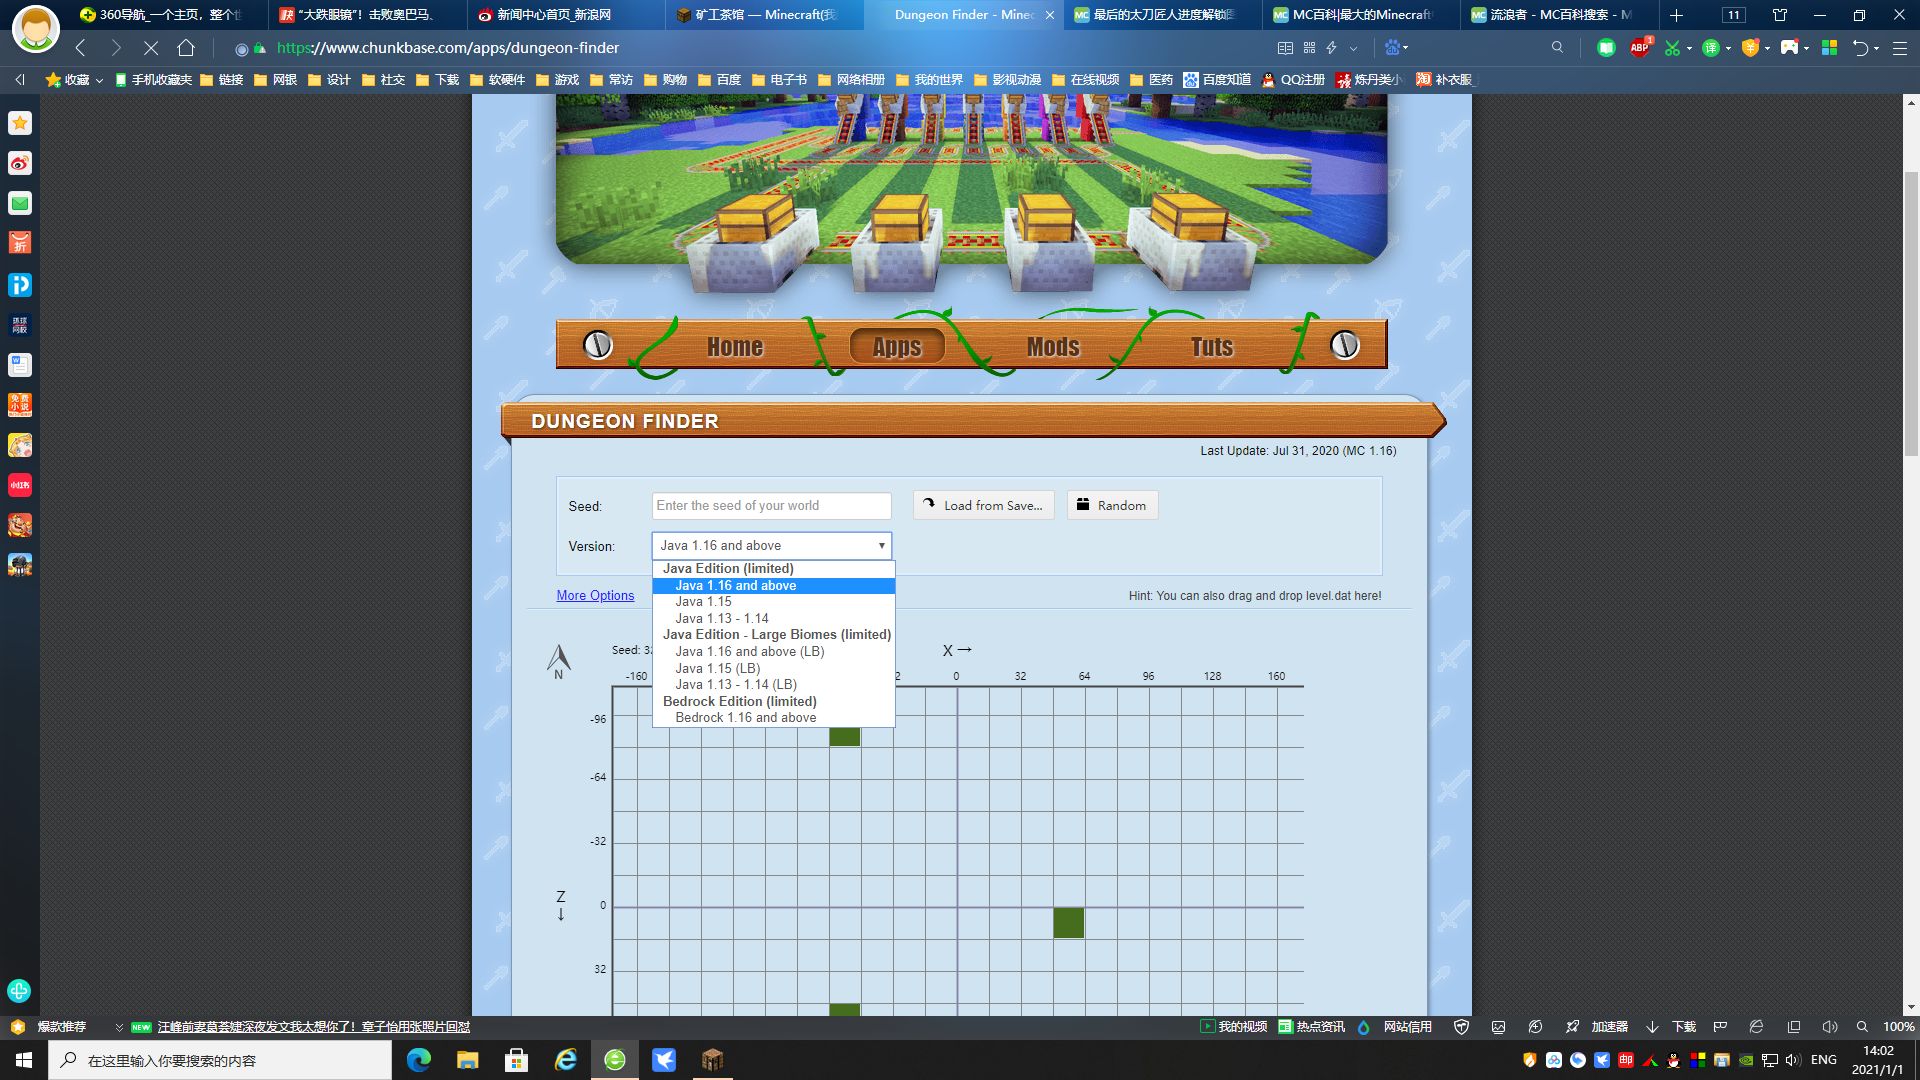 360导航_一个主页，整个世
"大跌眼镜"！击败奥巴马、
新闻中心首页_新浪网
矿工茶馆 — Minecraft(我
Dungeon Finder - Minec
最后的太刀匠人进度解锁
MC百科|最大的Minecraft
流浪者 - MC百科搜索 - M
11
https://www.chunkbase.com/apps/dungeon-finder
收藏
手机收藏夹
链接
网银
设计
社交
下载
软硬件
游戏
常访
购物
百度
电子书
网络相册
我的世界
影视动漫
在线视频
医药
百度知道
QQ注册
炼丹类小
补衣服_
Home
Apps
Mods
Tuts
DUNGEON FINDER
Last Update: Jul 31, 2020 (MC 1.16)
Seed:
Enter the seed of your world
Load from Save...
Random
Version:
Java 1.16 and above
Java Edition (limited)
Java 1.16 and above
Java 1.15
Java 1.13 - 1.14
Java Edition - Large Biomes (limited)
Java 1.16 and above (LB)
Java 1.15 (LB)
Java 1.13 - 1.14 (LB)
Bedrock Edition (limited)
Bedrock 1.16 and above
More Options
Hint: You can also drag and drop level.dat here!
N
Seed: 3
X →
-160
2
0
32
64
96
128
160
-96
-64
-32
Z
↓
0
32
爆款推荐
NEW
汪峰前妻葛荟婕深夜发文我太想你了！章子怡用张照片回怼
我的视频
热点资讯
网站信用
加速器
下载
100%
在这里输入你要搜索的内容
ENG
14:02
2021/1/1